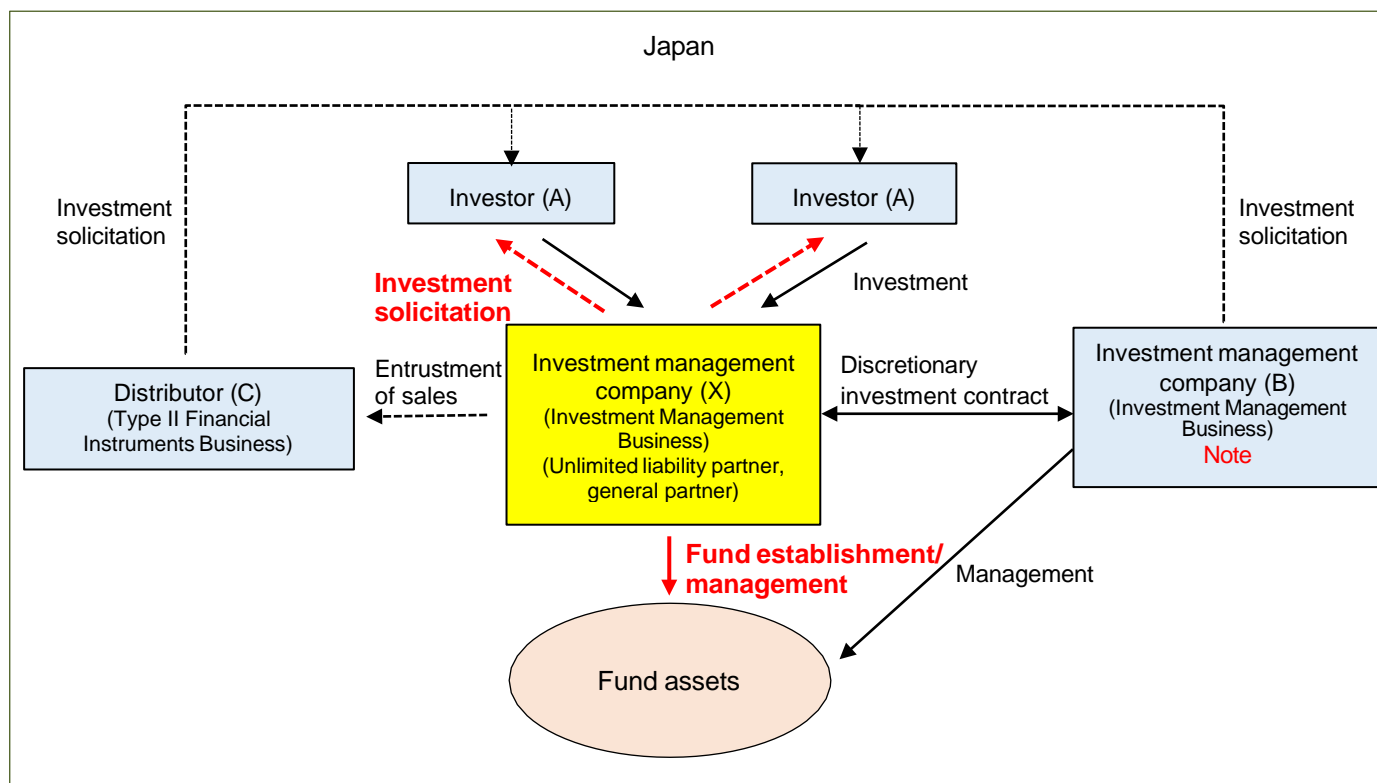 Japan
Investor (A)
Investor (A)
Investment
solicitation
Investment
solicitation
Investment
solicitation
Investment
Distributor (C)
(Type II Financial
Instruments Business)
Entrustment
of sales
Investment management
company (X)
(Investment Management
Business)
(Unlimited liability partner,
general partner)
Discretionary
investment contract
Investment management
company (B)
(Investment Management
Business)
Note
Fund establishment/
management
Management
Fund assets